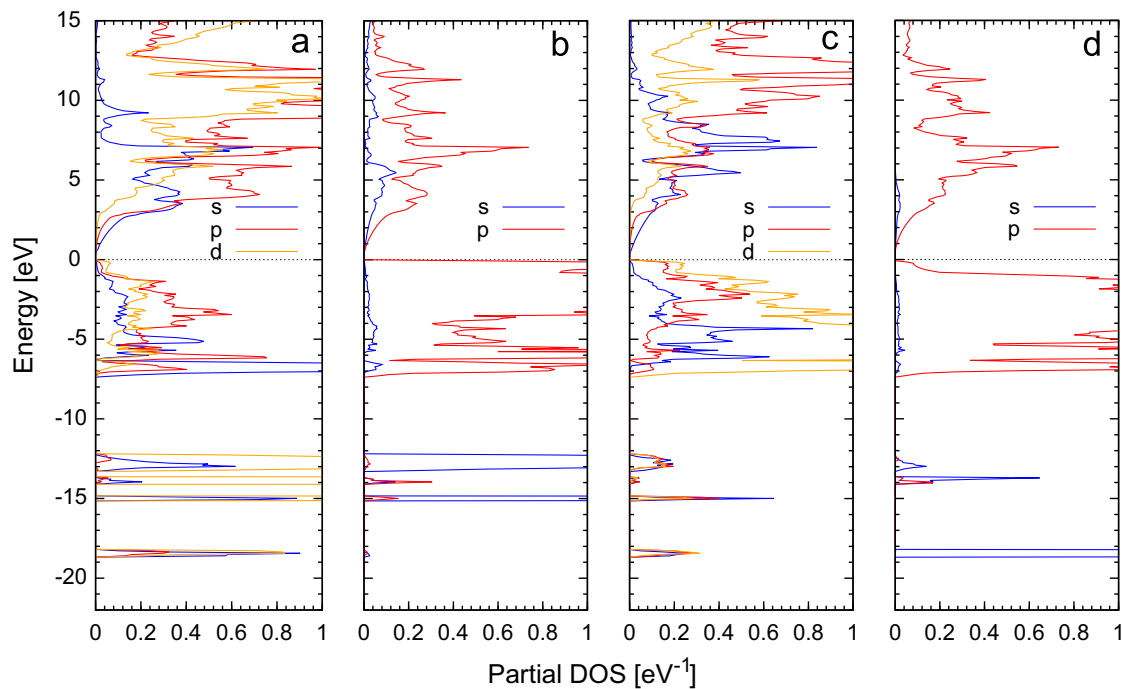 a b c d
15
10
5
0
-5
-10
-15
-20
Energy [eV]
s s s s
p p p p
d d
0 0.2 0.4 0.6 0.8 1 0 0.2 0.4 0.6 0.8 1 0 0.2 0.4 0.6 0.8 1 0 0.2 0.4 0.6 0.8 1
Partial DOS [eV⁻¹]